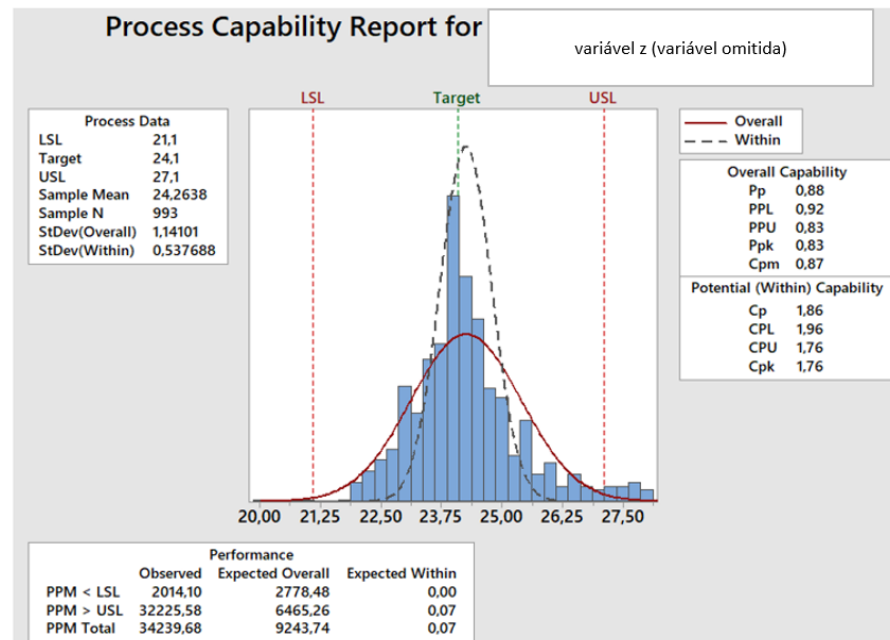 Process Capability Report for
variável z (variável omitida)
LSL Target USL
Process Data
LSL 21,1
Target 24,1
USL 27,1
Sample Mean 24,2638
Sample N 993
StDev(Overall) 1,14101
StDev(Within) 0,537688
Overall
Within
Overall Capability
Pp 0,88
PPL 0,92
PPU 0,83
Ppk 0,83
Cpm 0,87
Potential (Within) Capability
Cp 1,86
CPL 1,96
CPU 1,76
Cpk 1,76
20,00 21,25 22,50 23,75 25,00 26,25 27,50
Performance
Observed Expected Overall Expected Within
PPM < LSL 2014,10 2778,48 0,00
PPM > USL 32225,58 6465,26 0,07
PPM Total 34239,68 9243,74 0,07